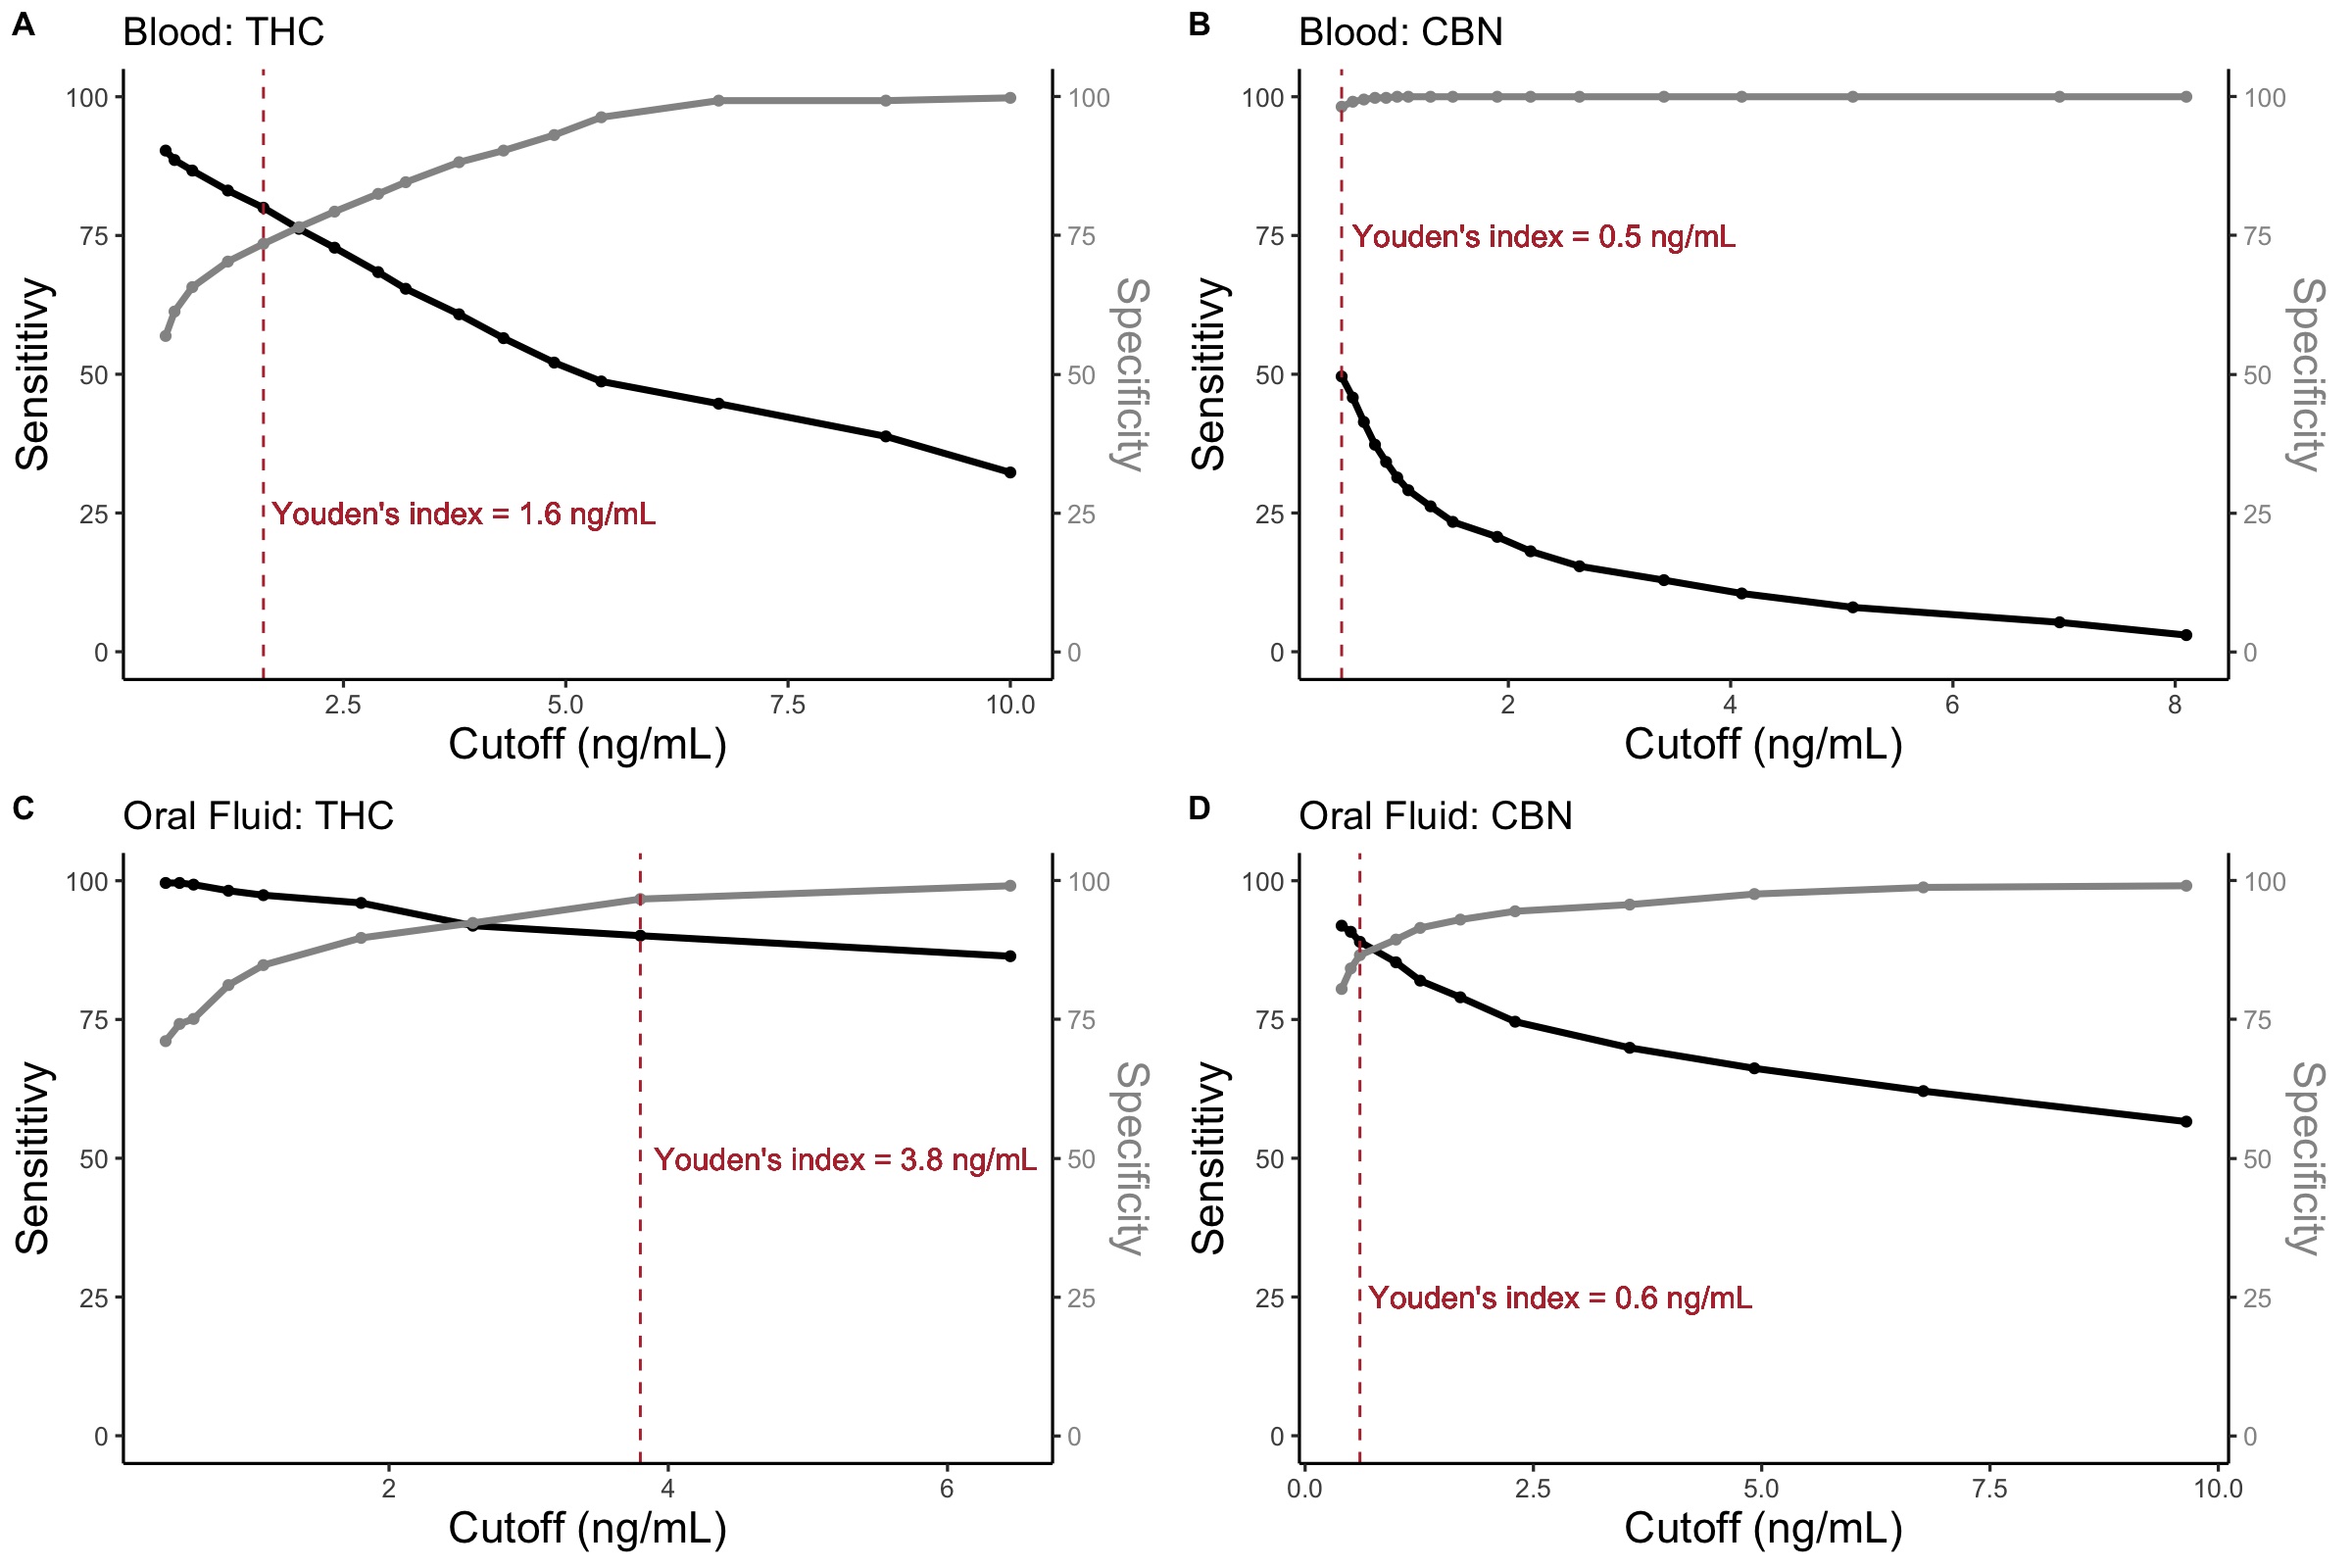 A
Blood: THC
100
75
50
25
0
Sensititivy
100
75
50
25
0
Specificity
Youden's index = 1.6 ng/mL
2.5 5.0 7.5 10.0
Cutoff (ng/mL)
B
Blood: CBN
100
75
50
25
0
Sensititivy
100
75
50
25
0
Specificity
Youden's index = 0.5 ng/mL
2 4 6 8
Cutoff (ng/mL)
C
Oral Fluid: THC
100
75
50
25
0
Sensititivy
100
75
50
25
0
Specificity
Youden's index = 3.8 ng/mL
2 4 6
Cutoff (ng/mL)
D
Oral Fluid: CBN
100
75
50
25
0
Sensititivy
100
75
50
25
0
Specificity
Youden's index = 0.6 ng/mL
0.0 2.5 5.0 7.5 10.0
Cutoff (ng/mL)